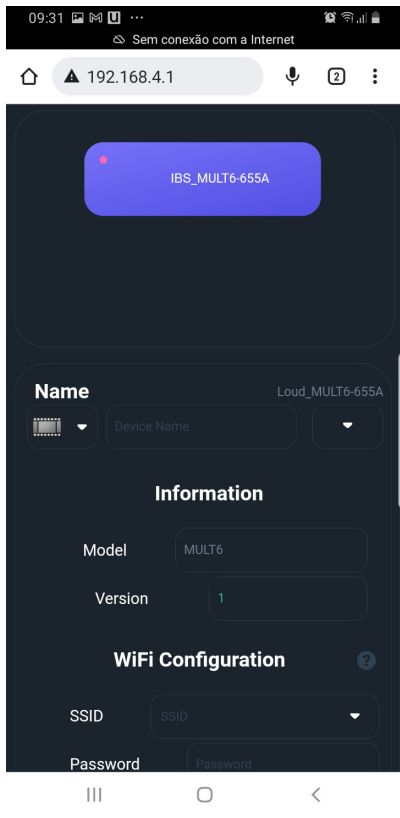 09:31
Sem conexão com a Internet
192.168.4.1
2
IBS_MULT6-655A
Name
Loud_MULT6-655A
Device Name
Information
Model
MULT6
Version
1
WiFi Configuration
?
SSID
SSID
Password
Password